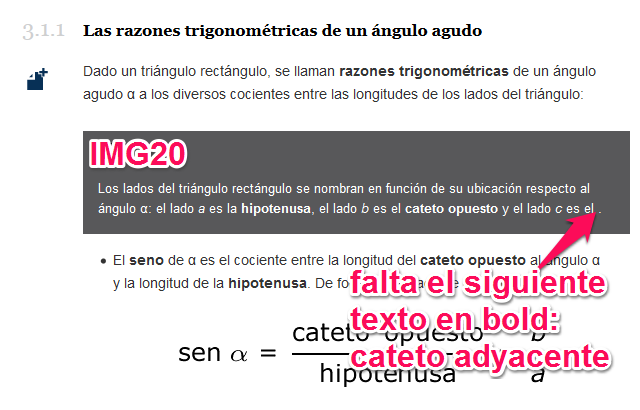 3.1.1 Las razones trigonométricas de un ángulo agudo
Dado un triángulo rectángulo, se llaman razones trigonométricas de un ángulo
agudo α a los diversos cocientes entre las longitudes de los lados del triángulo:
IMG20
Los lados del triángulo rectángulo se nombran en función de su ubicación respecto al
ángulo α: el lado a es la hipotenusa, el lado b es el cateto opuesto y el lado c es el .
• El seno de α es el cociente entre la longitud del cateto opuesto al ángulo α
y la longitud de la hipotenusa. De
falta el siguiente
texto en bold:
cateto adyacente
sen α = cateto opuesto
hipotenusa
a